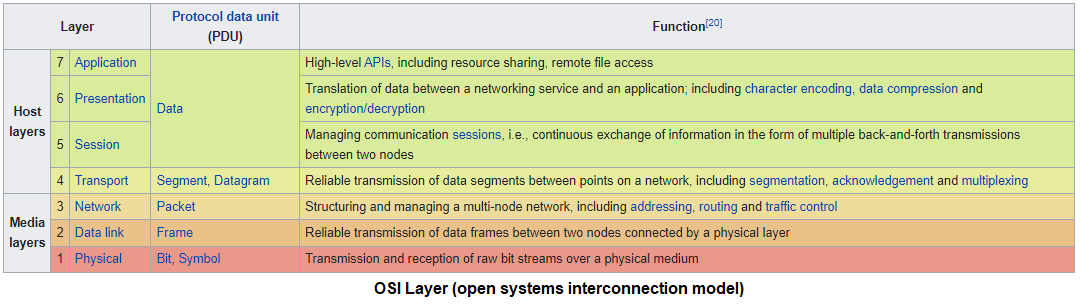 Layer Protocol data unit (PDU) Function[20]
Host layers
7 Application Data High-level APIs, including resource sharing, remote file access
6 Presentation Translation of data between a networking service and an application; including character encoding, data compression and
encryption/decryption
5 Session Managing communication sessions, i.e., continuous exchange of information in the form of multiple back-and-forth transmissions
between two nodes
4 Transport Segment, Datagram Reliable transmission of data segments between points on a network, including segmentation, acknowledgement and multiplexing
Media layers
3 Network Packet Structuring and managing a multi-node network, including addressing, routing and traffic control
2 Data link Frame Reliable transmission of data frames between two nodes connected by a physical layer
1 Physical Bit, Symbol Transmission and reception of raw bit streams over a physical medium
OSI Layer (open systems interconnection model)